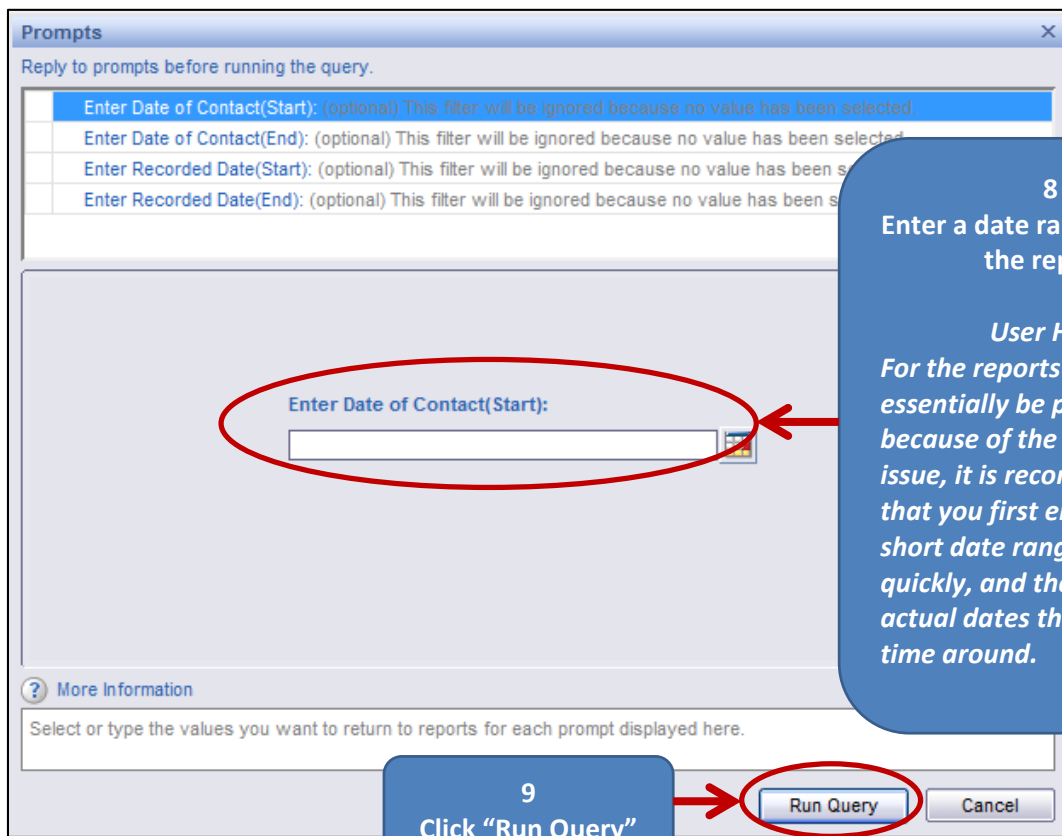 Prompts
Reply to prompts before running the query.
Enter Date of Contact(Start): (optional) This filter will be ignored because no value has been selected.
Enter Date of Contact(End): (optional) This filter will be ignored because no value has been selected.
Enter Recorded Date(Start): (optional) This filter will be ignored because no value has been s
Enter Recorded Date(End): (optional) This filter will be ignored because no value has been s
8
Enter a date ra
the rep
User H
For the reports
essentially be p
because of the
issue, it is recor
that you first e
short date rang
quickly, and the
actual dates th
time around.
Enter Date of Contact(Start):
? More Information
Select or type the values you want to return to reports for each prompt displayed here.
9
Click “Run Query”
Run Query
Cancel